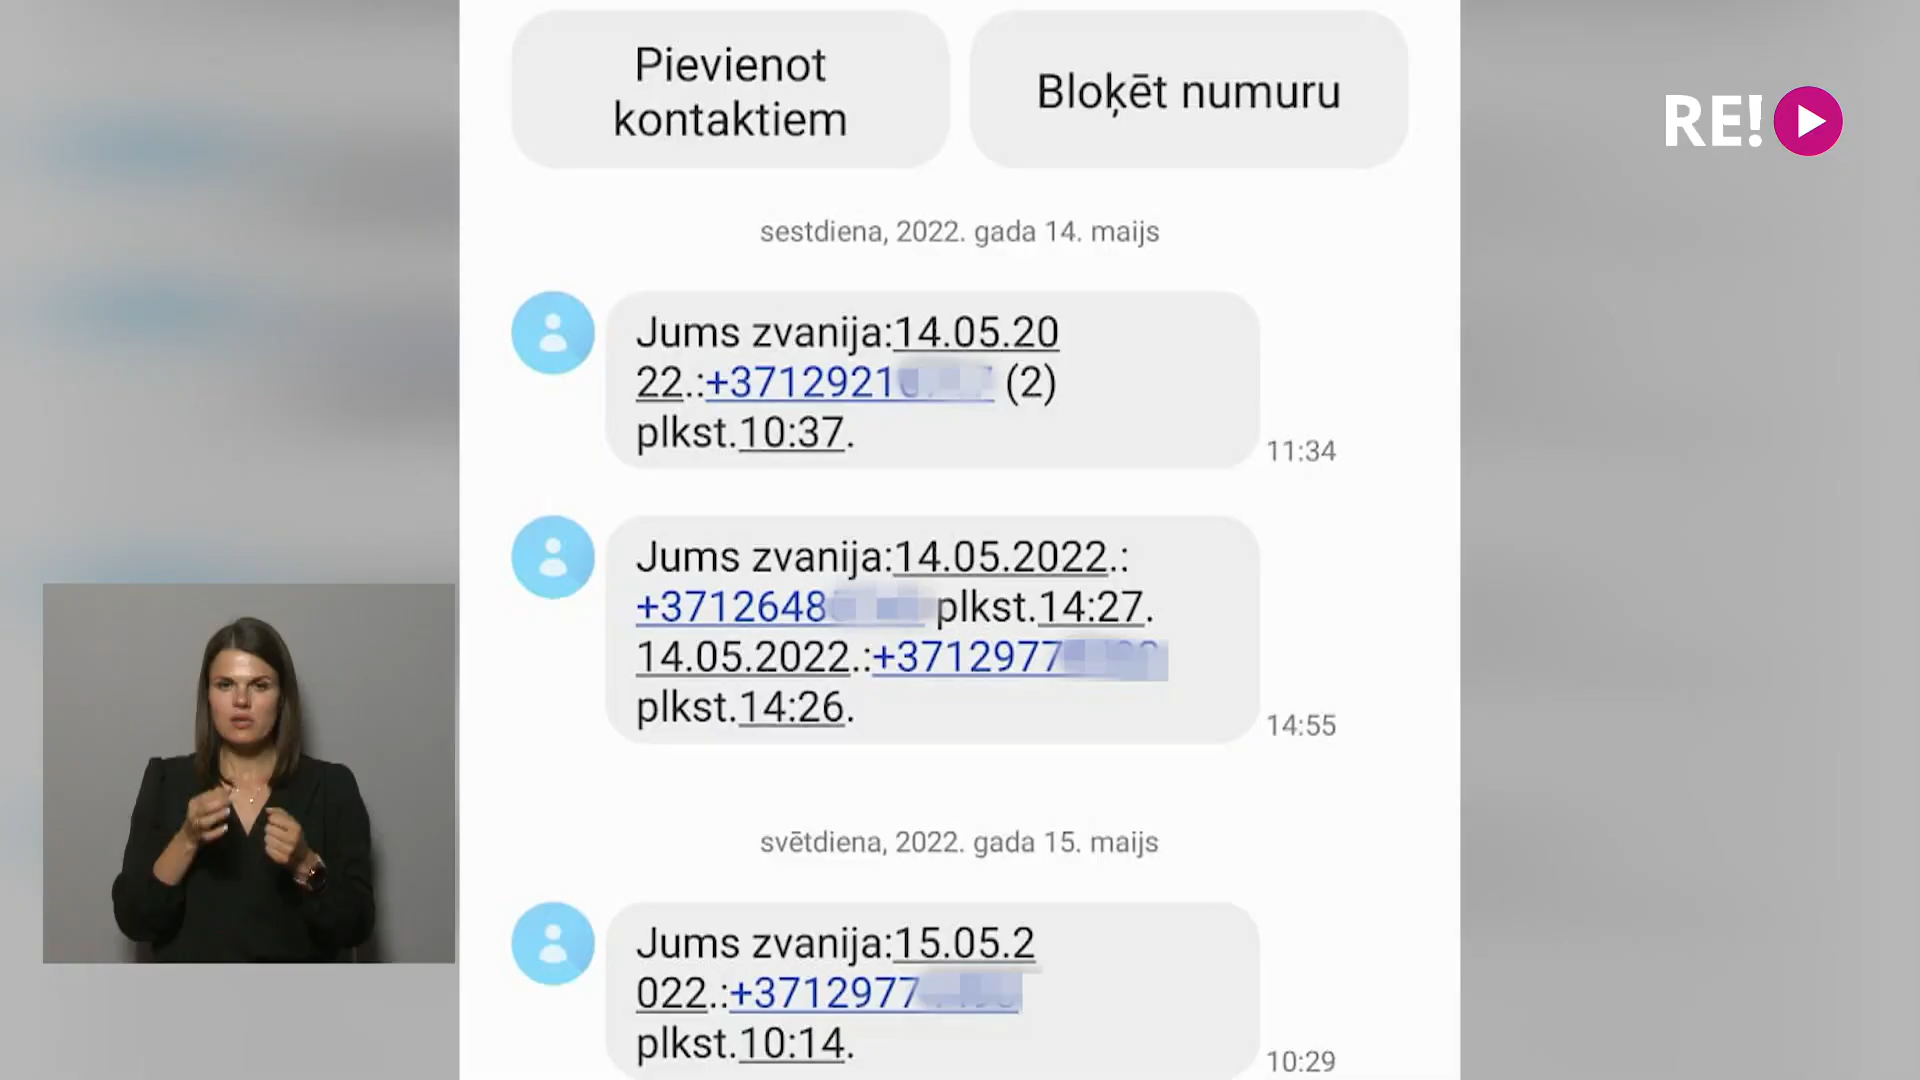 Pievienot
kontaktiem
Bloķēt numuru
RE!
sestdiena, 2022. gada 14. maijs
Jums zvanija:14.05.20
22.:+3712921 (2)
plkst.10:37.
11:34
Jums zvanija:14.05.2022.:
+3712648 plkst.14:27.
14.05.2022.:+3712977
plkst.14:26.
14:55
svētdiena, 2022. gada 15. maijs
Jums zvanija:15.05.2
022.:+3712977
plkst.10:14.
10:29